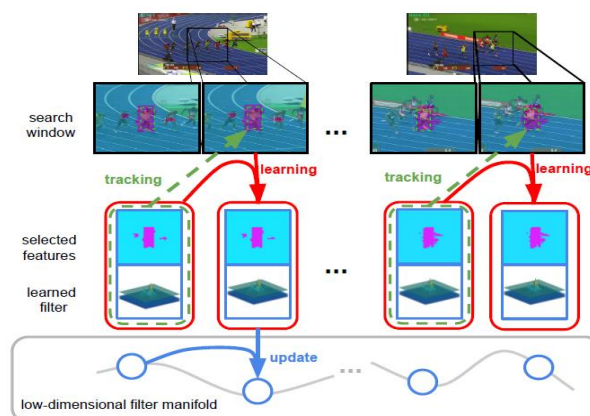 search
window
...
tracking
learning
tracking
learning
selected
features
...
learned
filter
update
...
low-dimensional filter manifold